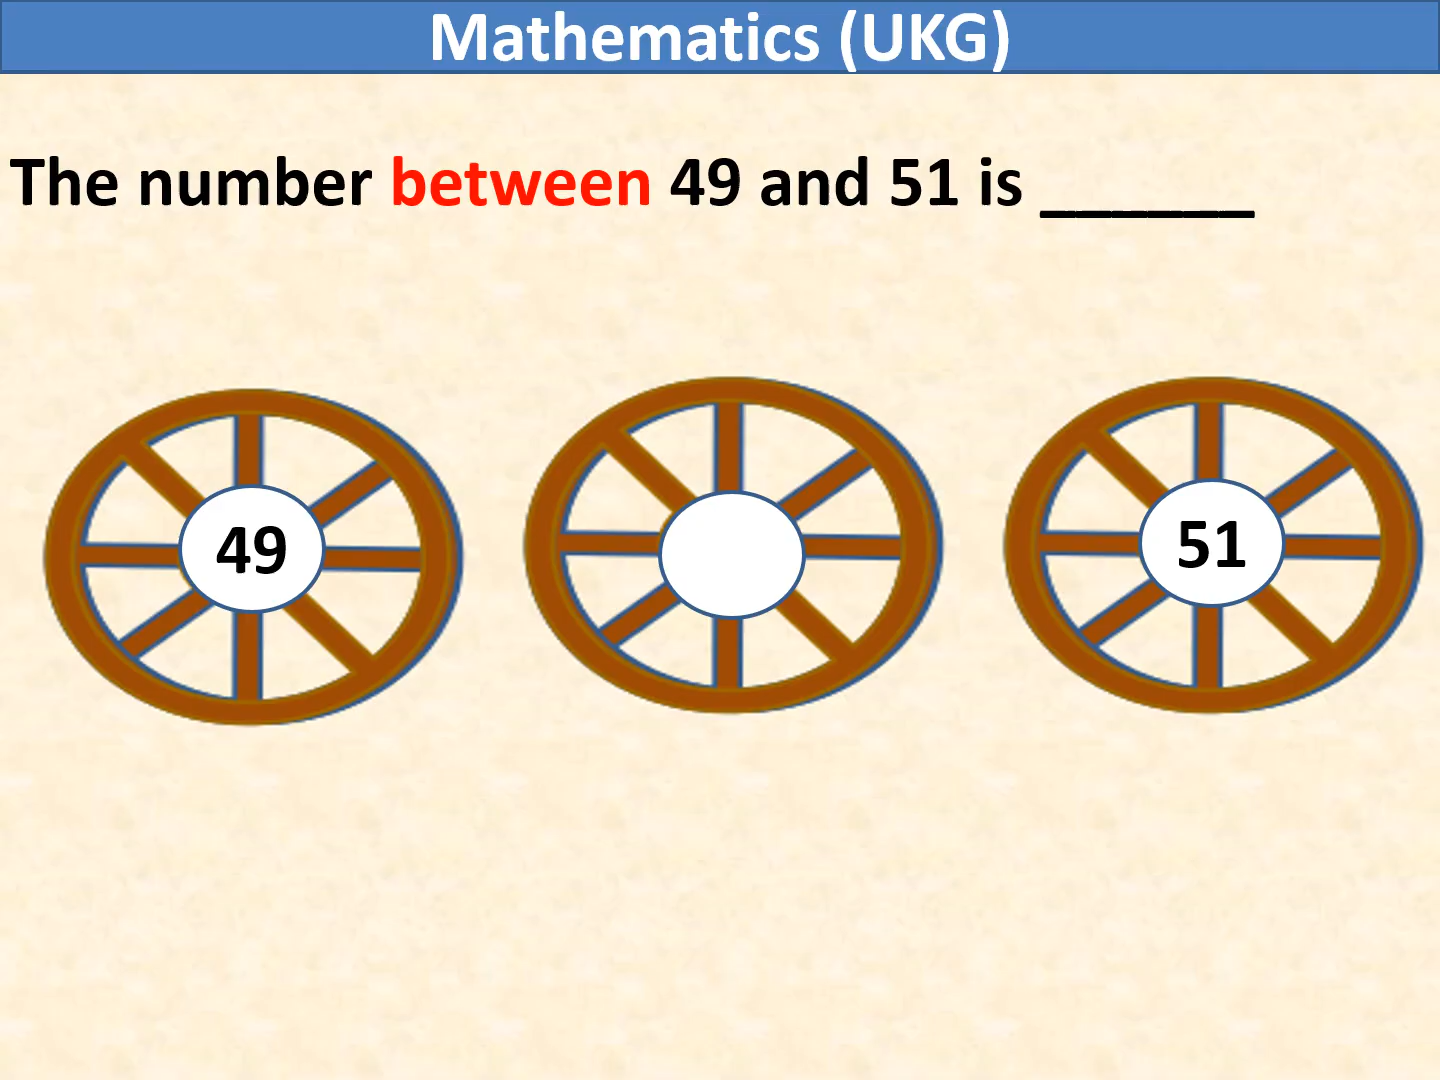 Mathematics (UKG)
The number between 49 and 51 is ______
49
51